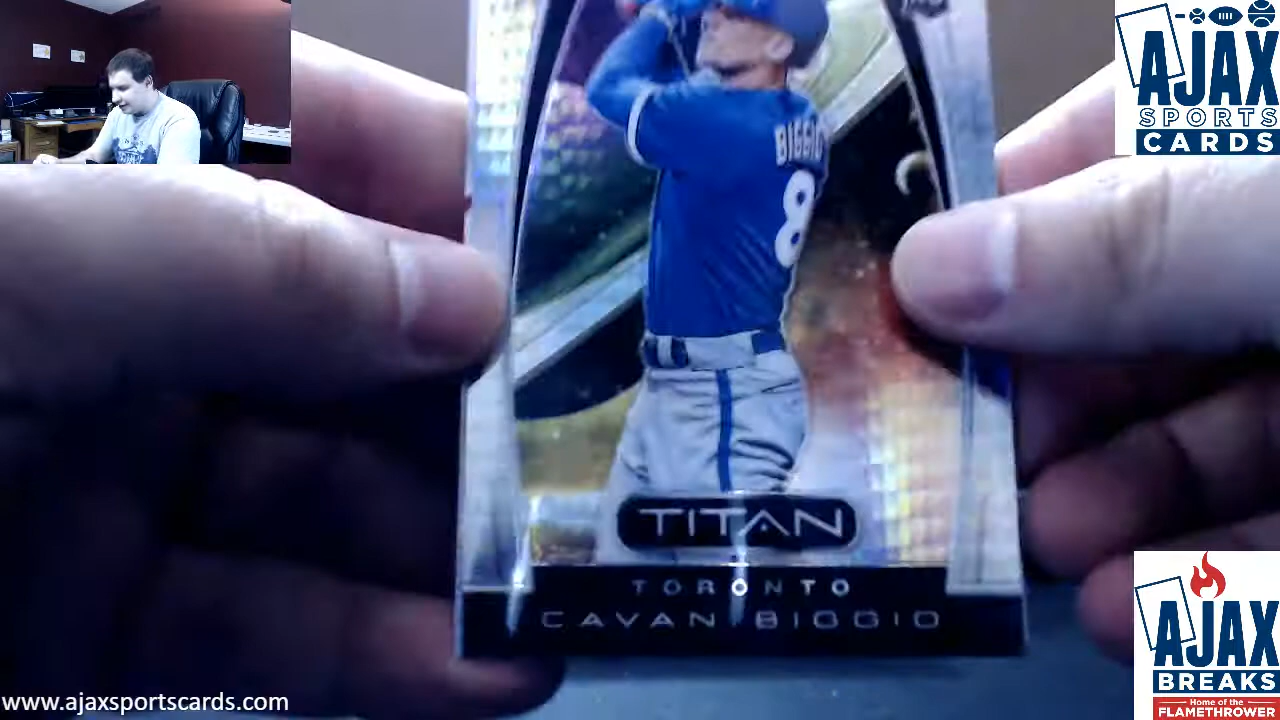 BIGGIO
8
TITAN
TORONTO
CAVAN BIGGIO
AJAX
SPORTS
CARDS
AJAX
BREAKS
Home of the
FLAMETHROWER
www.ajaxsportscards.com